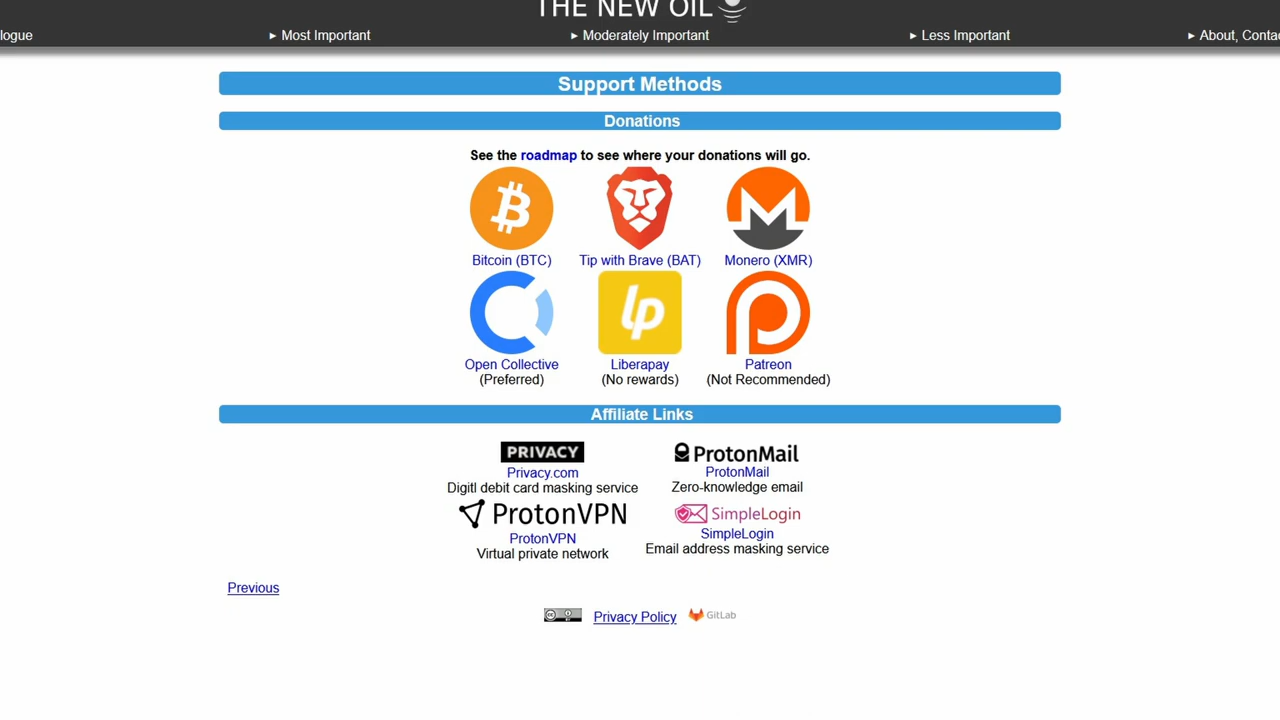 THE NEW OIL
logue ▸ Most Important ▸ Moderately Important ▸ Less Important ▸ About, Conta
Support Methods
Donations
See the roadmap to see where your donations will go.
Bitcoin (BTC) Tip with Brave (BAT) Monero (XMR)
lp
Open Collective Liberapay Patreon
(Preferred) (No rewards) (Not Recommended)
Affiliate Links
PRIVACY ProtonMail
Privacy.com ProtonMail
Digitl debit card masking service Zero-knowledge email
ProtonVPN SimpleLogin
ProtonVPN SimpleLogin
Virtual private network Email address masking service
Previous
Privacy Policy GitLab